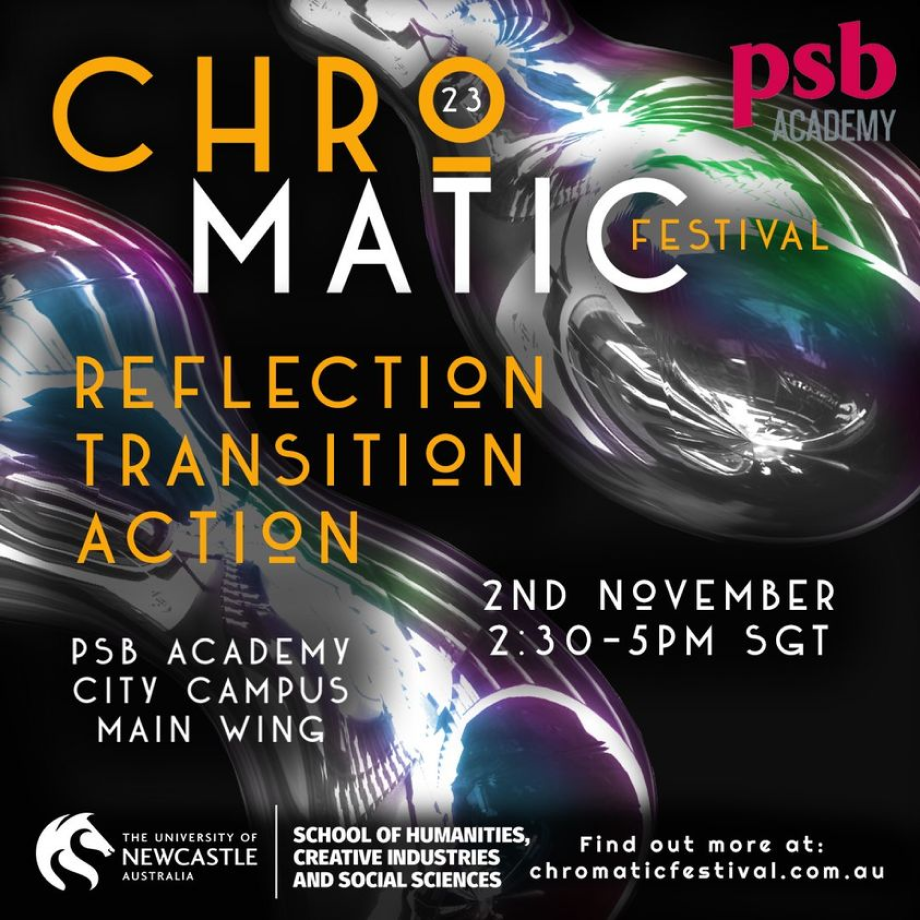 CHRO
23
MATIC
FESTIVAL
psb
ACADEMY
REFLECTION
TRANSITION
ACTION
2ND NOVEMBER
2:30-5PM SGT
PSB ACADEMY
CITY CAMPUS
MAIN WING
THE UNIVERSITY OF
NEWCASTLE
AUSTRALIA
SCHOOL OF HUMANITIES,
CREATIVE INDUSTRIES
AND SOCIAL SCIENCES
Find out more at:
chromaticfestival.com.au